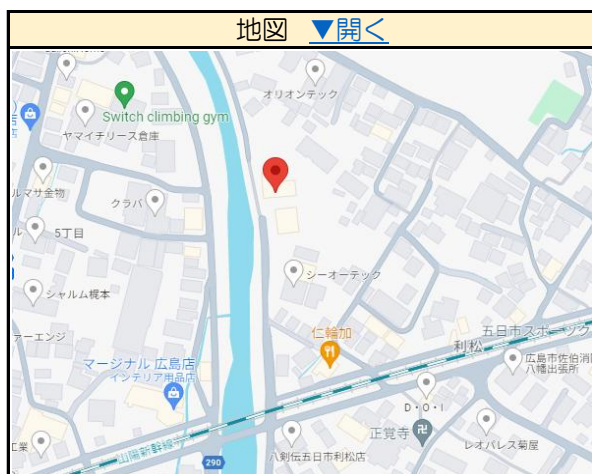 地図 ▼開く
オリオンテック
Switch climbing gym
ヤマイチリース倉庫
ルマサ金物
クラバ
5丁目
シーオーテック
シャルム梶本
ァーエンジ
仁輪加
五日市スポーツク
利松
マージナル 広島店
インテリア用品店
広島市佐伯消
八幡出張所
D・O・I
正覚寺
レオパレス菊屋
工業
山陽新幹線
八剣伝五日市利松店
290